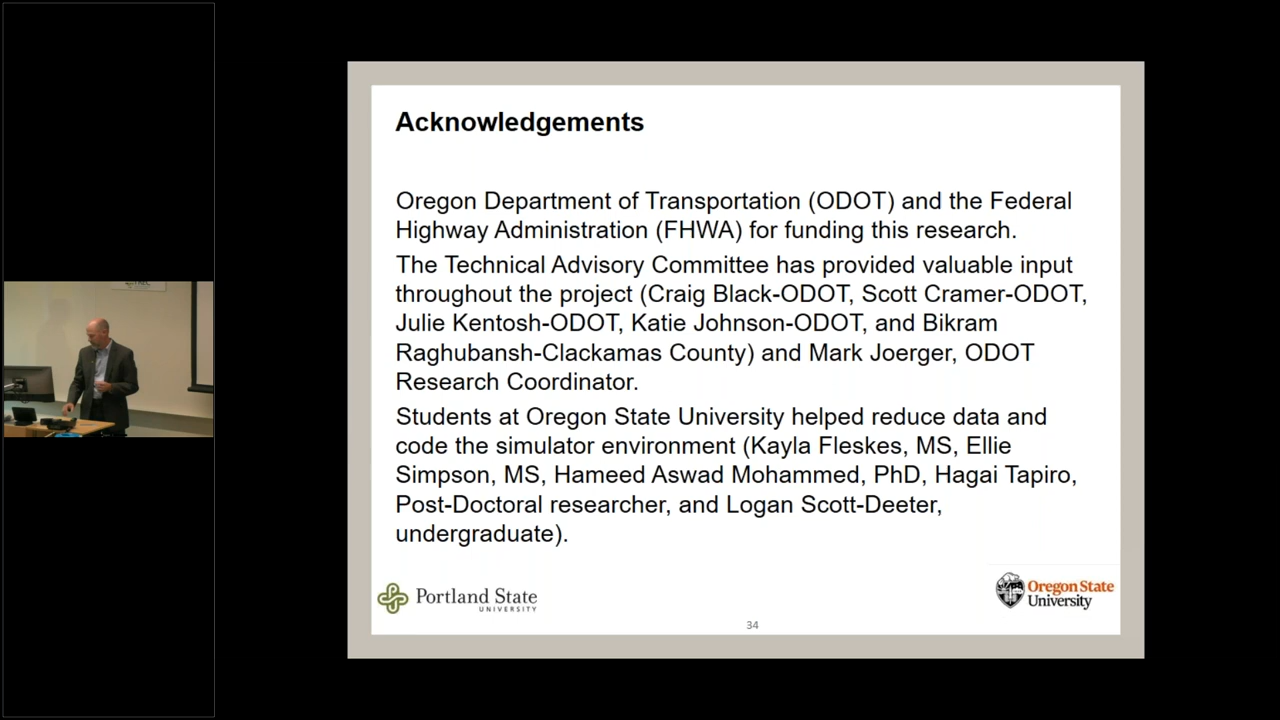 Acknowledgements
Oregon Department of Transportation (ODOT) and the Federal
Highway Administration (FHWA) for funding this research.
The Technical Advisory Committee has provided valuable input
throughout the project (Craig Black-ODOT, Scott Cramer-ODOT,
Julie Kentosh-ODOT, Katie Johnson-ODOT, and Bikram
Raghubansh-Clackamas County) and Mark Joerger, ODOT
Research Coordinator.
Students at Oregon State University helped reduce data and
code the simulator environment (Kayla Fleskes, MS, Ellie
Simpson, MS, Hameed Aswad Mohammed, PhD, Hagai Tapiro,
Post-Doctoral researcher, and Logan Scott-Deeter,
undergraduate).
Portland State
UNIVERSITY
Oregon State
University
34